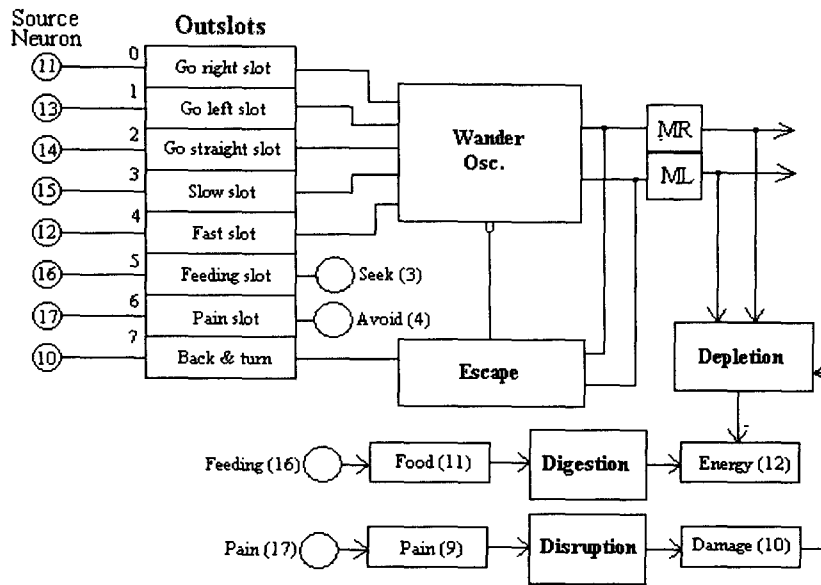 Source
Neuron
Outslots
11
0
Go right slot
13
1
Go left slot
14
2
Go straight slot
15
3
Slow slot
12
4
Fast slot
16
5
Feeding slot
17
6
Pain slot
10
7
Back & turn
Wander
Osc.
MR
ML
Seek (3)
Avoid (4)
Escape
Depletion
-
Feeding (16)
Food (11)
Digestion
Energy (12)
Pain (17)
Pain (9)
Disruption
Damage (10)